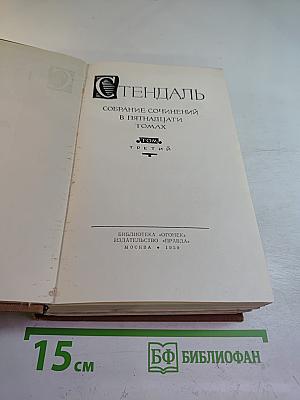 СТЕНДАЛЬ
СОБРАНИЕ СОЧИНЕНИЙ
В ПЯТНАДЦАТИ
ТОМАХ
ТОМ
ТРЕТИЙ
БИБЛИОТЕКА «ОГОНЕК»
ИЗДАТЕЛЬСТВО «ПРАВДА»
МОСКВА • 1959
15 СМ
БФ БИБЛИОФАН